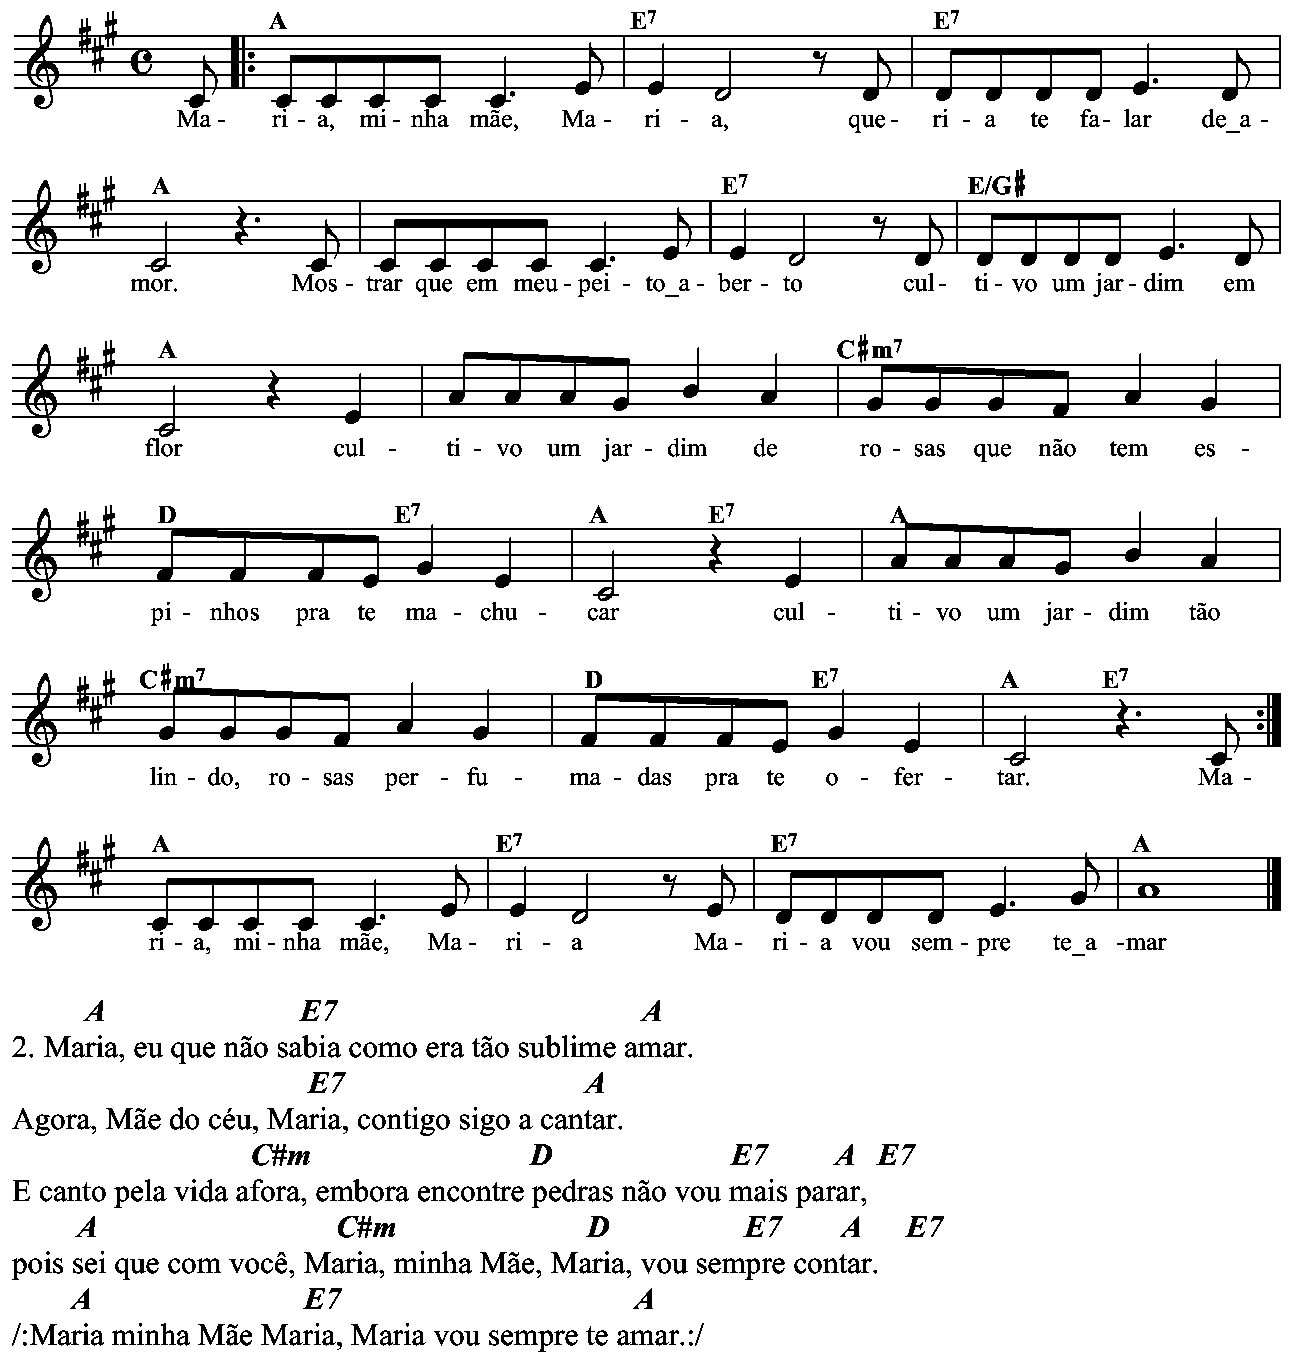 A E7 E7
Ma- ri-a, mi-nha mãe, Ma- ri - a, que- ri - a te fa-lar de_a-
A E7 E/G#
mor. Mos-trar que em meu-pei-to_a-ber-to cul-ti-vo um jar-dim em
A C#m7
flor cul- ti - vo um jar-dim de ro-sas que não tem es-
D E7 A E7 A
pi-nhos pra te ma-chu-car cul- ti-vo um jar-dim tão
C#m7 D E7 A E7
lin-do, ro-sas per-fu- ma-das pra te o-fer-tar. Ma-
A E7 E7 A
ri-a, mi-nha mãe, Ma- ri - a Ma- ri-a vou sem-pre te_a -mar
A E7 A
2. Maria, eu que não sabia como era tão sublime amar.
E7 A
Agora, Mãe do céu, Maria, contigo sigo a cantar.
C#m D E7 A E7
E canto pela vida afora, embora encontre pedras não vou mais parar,
A C#m D E7 A E7
pois sei que com você, Maria, minha Mãe, Maria, vou sempre contar.
A E7 A
/:Maria minha Mãe Maria, Maria vou sempre te amar.:/